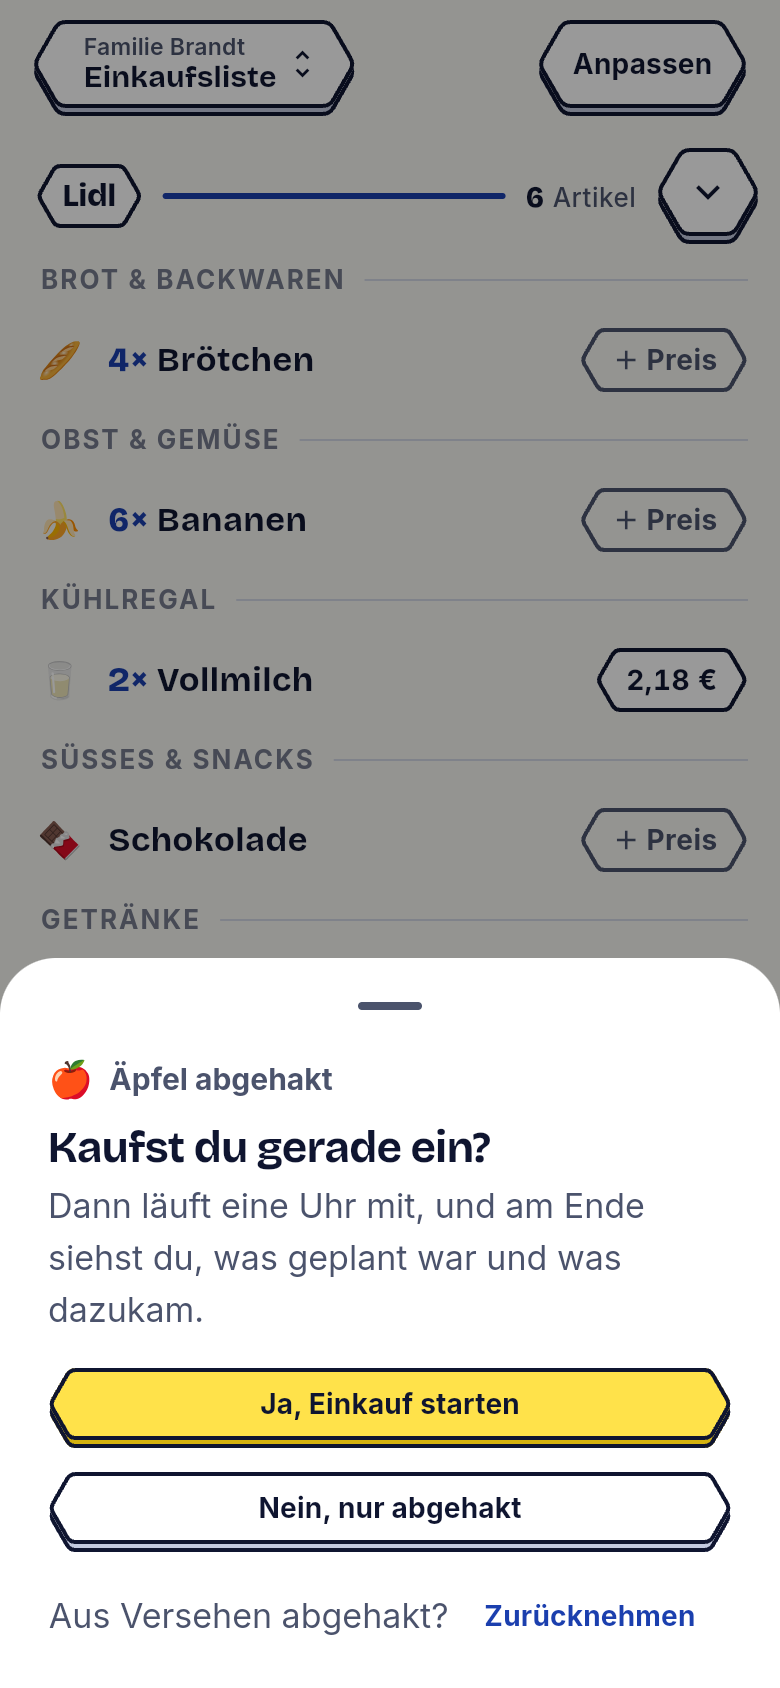 Familie Brandt
Einkaufsliste
Anpassen
Lidl
6 Artikel
BROT & BACKWAREN
4× Brötchen
+ Preis
OBST & GEMÜSE
6× Bananen
+ Preis
KÜHLREGAL
2× Vollmilch
2,18 €
SÜSSES & SNACKS
Schokolade
+ Preis
GETRÄNKE
Äpfel abgehakt
Kaufst du gerade ein?
Dann läuft eine Uhr mit, und am Ende
siehst du, was geplant war und was
dazukam.
Ja, Einkauf starten
Nein, nur abgehakt
Aus Versehen abgehakt? Zurücknehmen